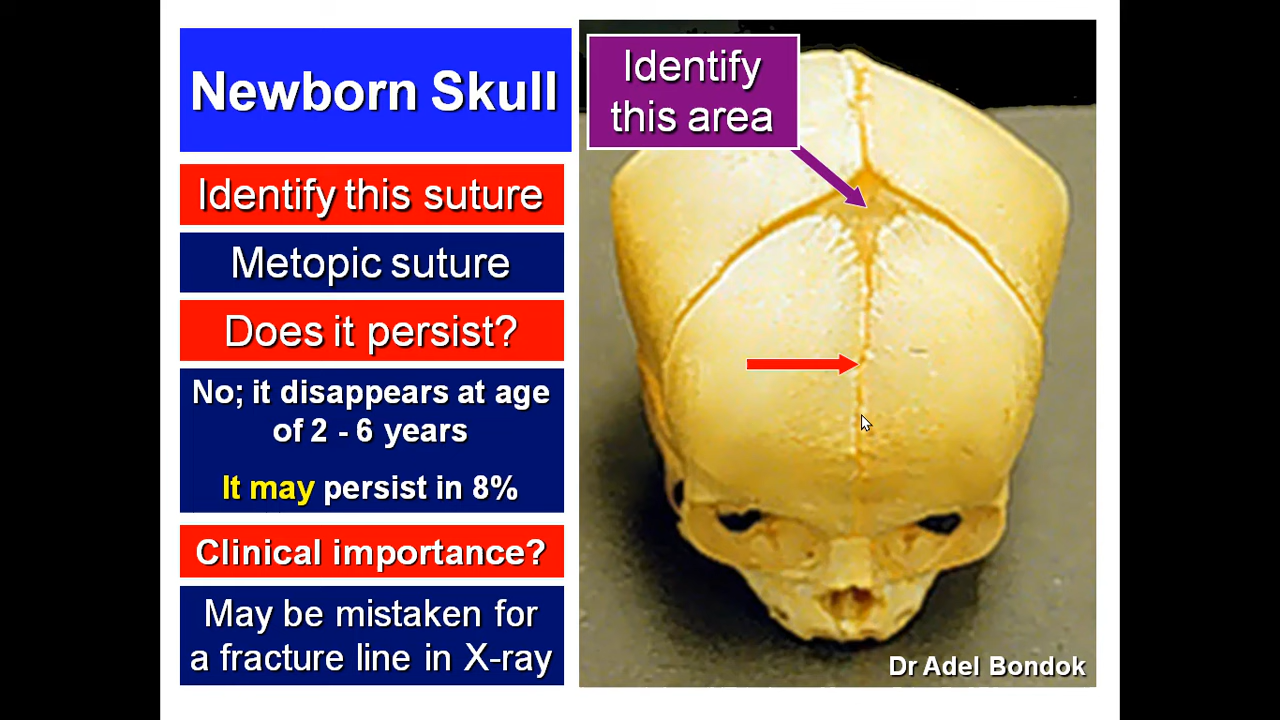 Newborn Skull
Identify this suture
Metopic suture
Does it persist?
No; it disappears at age
of 2 - 6 years
It may persist in 8%
Clinical importance?
May be mistaken for
a fracture line in X-ray
Identify
this area
Dr Adel Bondok